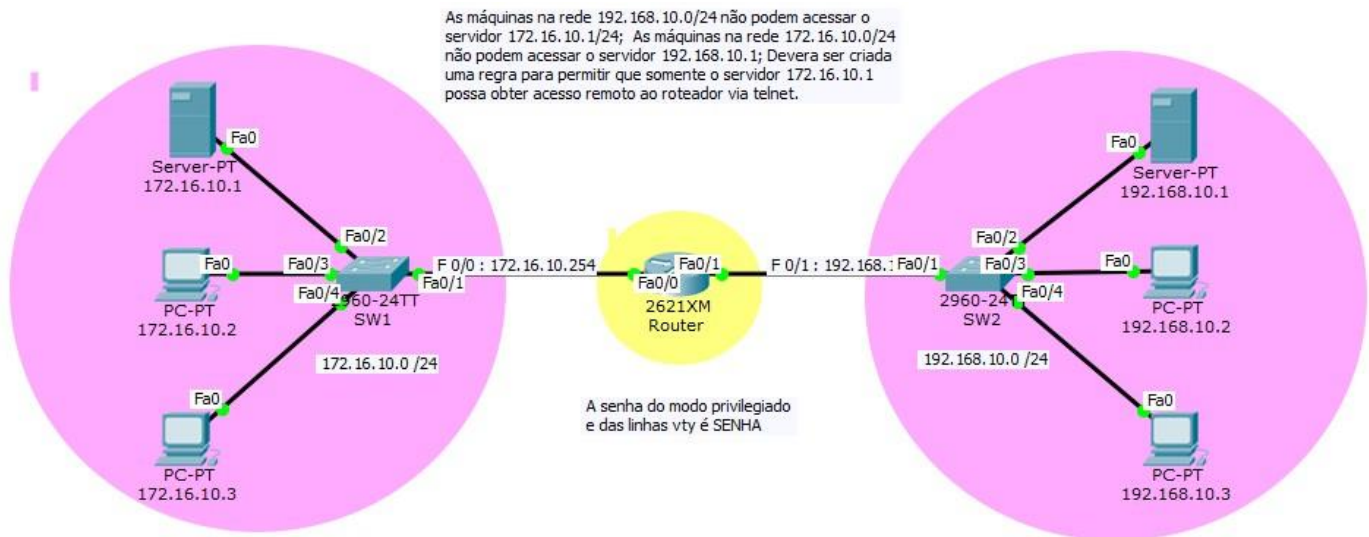 As máquinas na rede 192.168.10.0/24 não podem acessar o
servidor 172.16.10.1/24; As máquinas na rede 172.16.10.0/24
não podem acessar o servidor 192.168.10.1; Devera ser criada
uma regra para permitir que somente o servidor 172.16.10.1
possa obter acesso remoto ao roteador via telnet.
Fa0
Server-PT
172.16.10.1
Fa0/2
Fa0
Fa0/3
Fa0/4
PC-PT
172.16.10.2
960-24TT
SW1
Fa0/1
172.16.10.0 /24
Fa0
PC-PT
172.16.10.3
F 0/0 : 172.16.10.254
Fa0/0
Fa0/1
2621XM
Router
F 0/1 : 192.168.1
A senha do modo privilegiado
e das linhas vty é SENHA
Fa0
Server-PT
192.168.10.1
Fa0/2
Fa0/1
Fa0/3
Fa0/4
2960-24T
SW2
Fa0
PC-PT
192.168.10.2
192.168.10.0 /24
Fa0
PC-PT
192.168.10.3